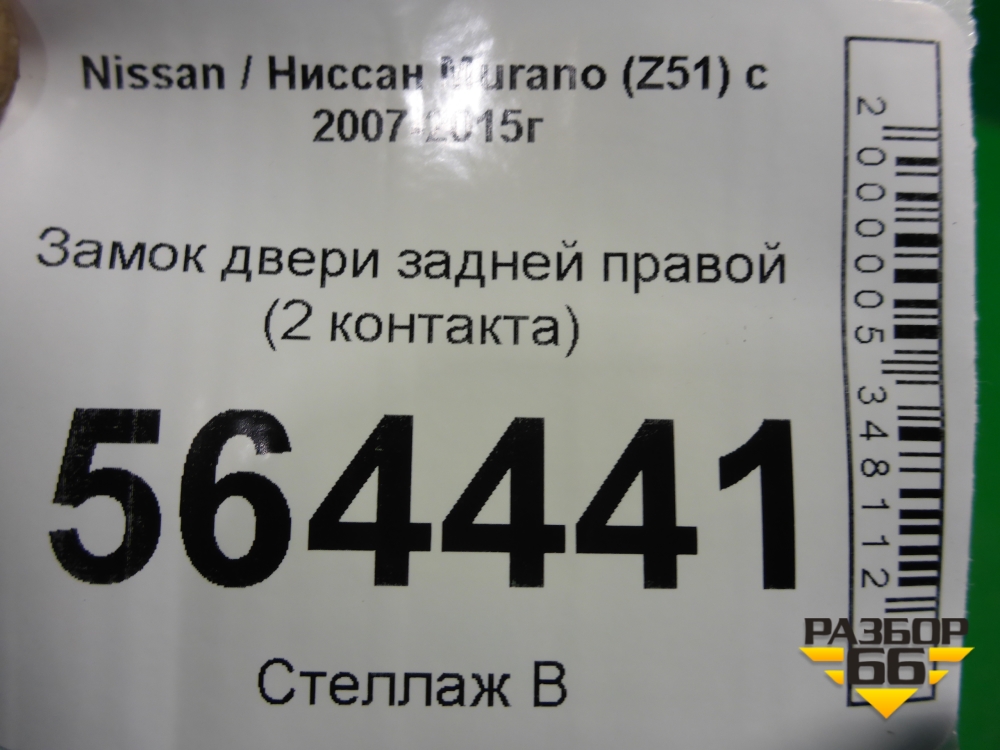 Nissan / Ниссан Murano (Z51) с
2007-2015г
Замок двери задней правой
(2 контакта)
564441
Стеллаж В
2000005348112
РАЗБОР
66